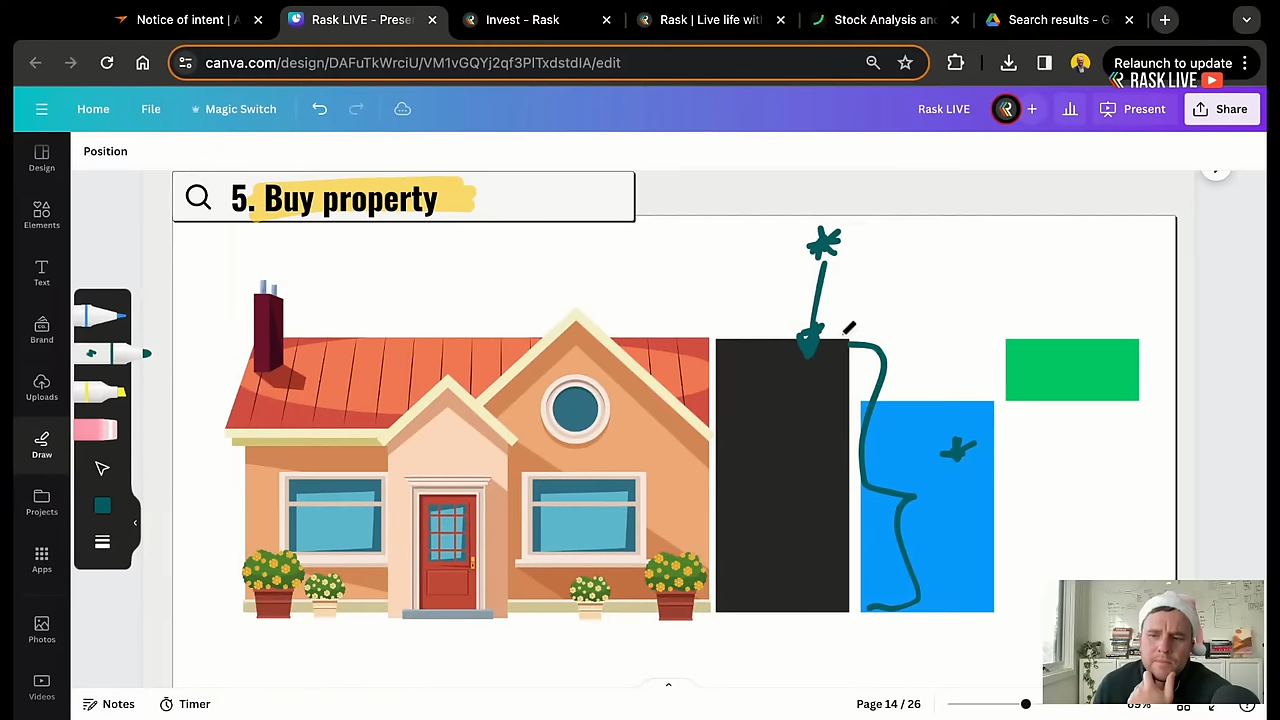 Notice of intent | A
Rask LIVE - Prese
Invest - Rask
Rask | Live life wit
Stock Analysis an
Search results - G
canva.com/design/DAFuTkWrciU/VM1vGQYj2qf3PlTxdstdIA/edit
Relaunch to update
RASK LIVE
Home
File
Magic Switch
Rask LIVE
Present
Share
Position
Design
Elements
Text
Brand
Uploads
Draw
Projects
Apps
Photos
Videos
5. Buy property
Notes
Timer
Page 14 / 26